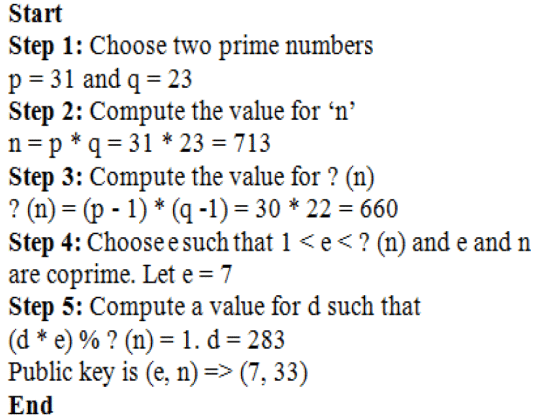 Start
Step 1: Choose two prime numbers
p = 31 and q = 23
Step 2: Compute the value for ‘n’
n = p * q = 31 * 23 = 713
Step 3: Compute the value for ? (n)
? (n) = (p - 1) * (q -1) = 30 * 22 = 660
Step 4: Choose e such that 1 < e < ? (n) and e and n
are coprime. Let e = 7
Step 5: Compute a value for d such that
(d * e) % ? (n) = 1. d = 283
Public key is (e, n) => (7, 33)
End